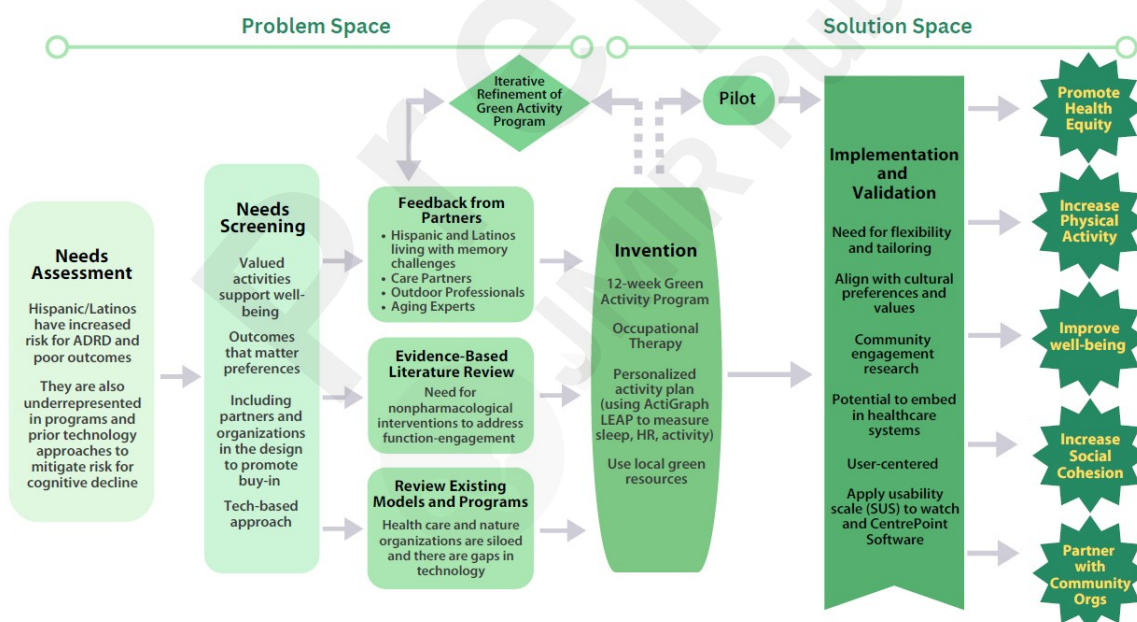 Problem Space
Solution Space
Needs
Assessment
Hispanic/Latinos
have increased
risk for ADRD and
poor outcomes
They are also
underrepresented
in programs and
prior technology
approaches to
mitigate risk for
cognitive decline
Needs
Screening
Valued
activities
support well-
being
Outcomes
that matter
preferences
Including
partners and
organizations
in the design
to promote
buy-in
Tech-based
approach
Iterative
Refinement of
Green Activity
Program
Feedback from
Partners
• Hispanic and Latinos
living with memory
challenges
• Care Partners
• Outdoor Professionals
• Aging Experts
Evidence-Based
Literature Review
Need for
nonpharmacological
interventions to address
function-engagement
Review Existing
Models and Programs
Health care and nature
organizations are siloed
and there are gaps in
technology
Invention
12-week Green
Activity Program
Occupational
Therapy
Personalized
activity plan
(using ActiGraph
LEAP to measure
sleep, HR, activity)
Use local green
resources
Pilot
Implementation
and
Validation
Need for flexibility
and tailoring
Align with cultural
preferences and
values
Community
engagement
research
Potential to embed
in healthcare
systems
User-centered
Apply usability
scale (SUS) to watch
and CentrePoint
Software
Promote
Health
Equity
Increase
Physical
Activity
Improve
well-being
Increase
Social
Cohesion
Partner
with
Community
Orgs
JMIR Pub